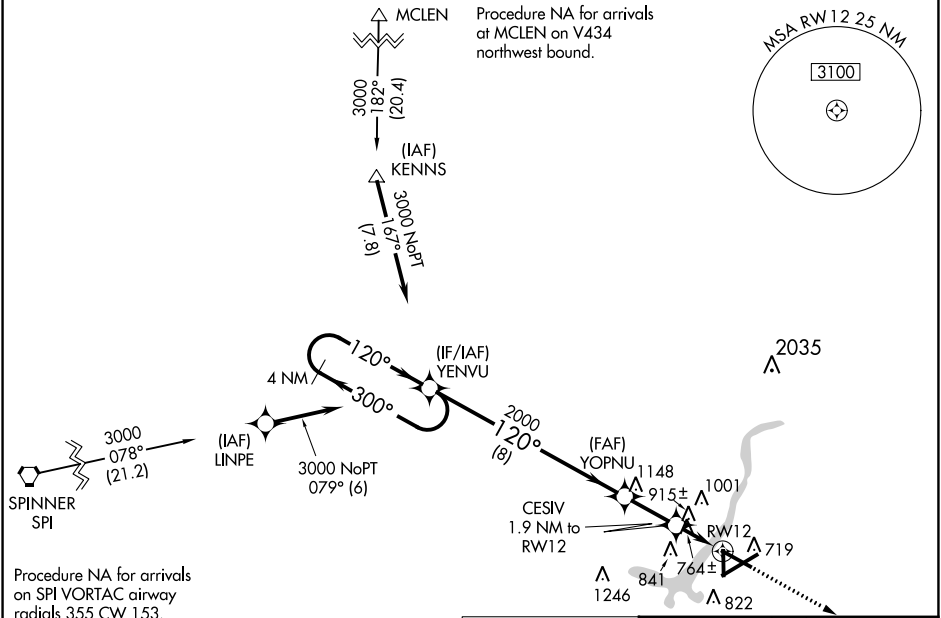 MCLEN
Procedure NA for arrivals
at MCLEN on V434
northwest bound.
MSA RW12 25 NM
3100
3000
182°
(20.4)
(IAF)
KENNS
3000 NoPT
167°
(7.8)
120°
4 NM
300°
(IF/IAF)
YENVU
2035
3000
078°
(21.2)
(IAF)
LINPE
3000 NoPT
079° (6)
SPINNER
SPI
2000
120°
(8)
(FAF)
YOPNU
1148
915±
1001
CESIV
1.9 NM to
RW12
RW12
719
841
764±
1246
822
Procedure NA for arrivals
on SPI VORTAC airway
radials 355 CW 153.